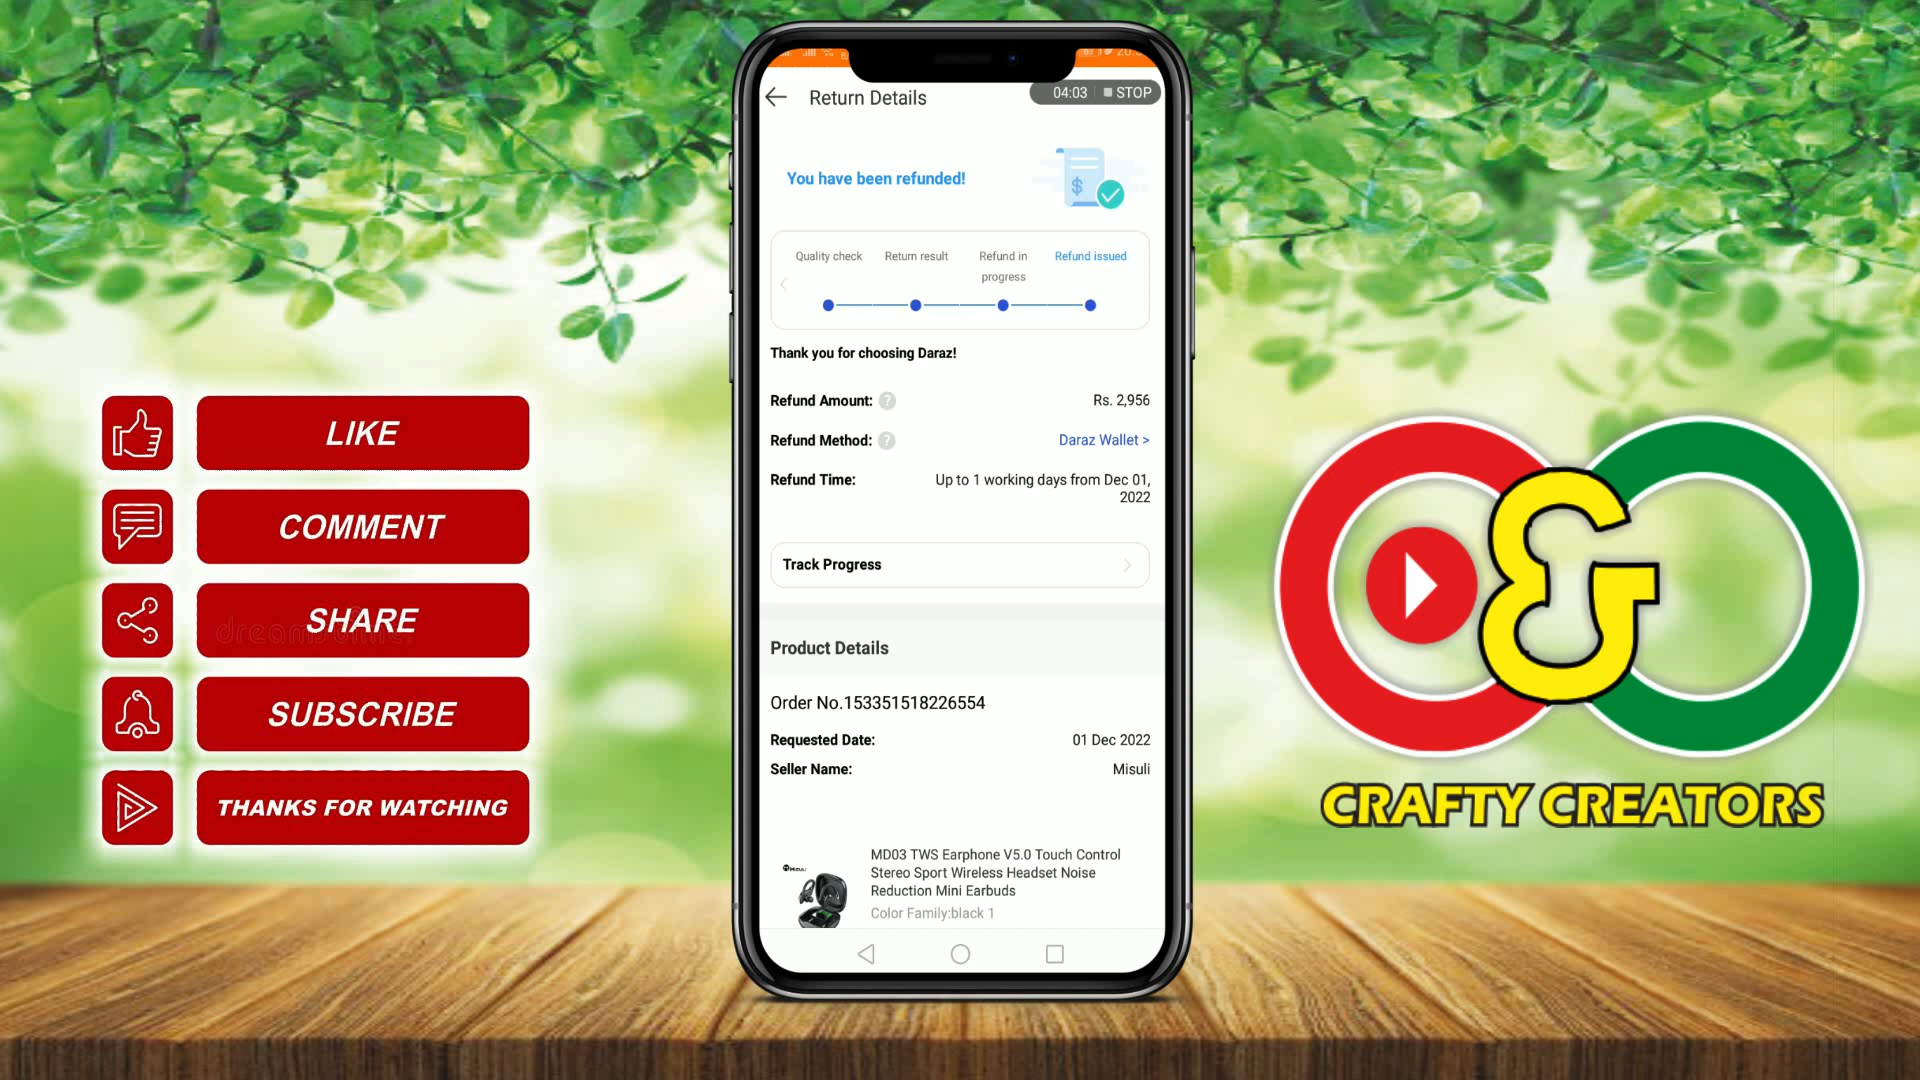 LIKE
COMMENT
SHARE
SUBSCRIBE
THANKS FOR WATCHING
Return Details
04:03
STOP
You have been refunded!
$
Quality check
Return result
Refund in
progress
Refund issued
Thank you for choosing Daraz!
Refund Amount: ?
Rs. 2,956
Refund Method: ?
Daraz Wallet >
Refund Time:
Up to 1 working days from Dec 01,
2022
Track Progress
Product Details
Order No.153351518226554
Requested Date:
01 Dec 2022
Seller Name:
Misuli
MD03 TWS Earphone V5.0 Touch Control
Stereo Sport Wireless Headset Noise
Reduction Mini Earbuds
Color Family:black 1
&
CRAFTY CREATORS